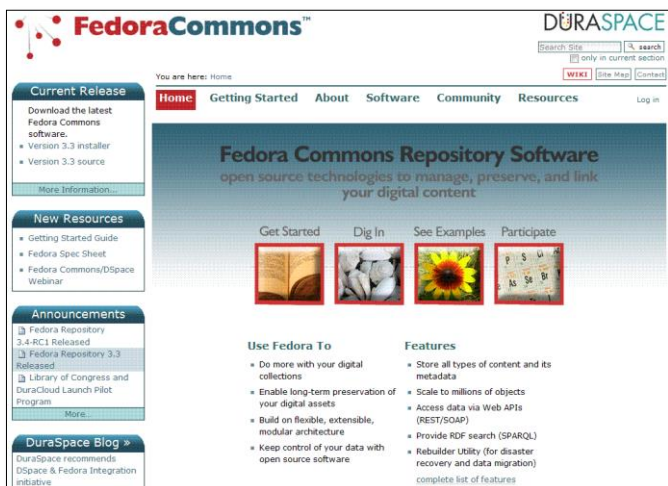 FedoraCommons™
DÜRASPACE
Search Site
search
only in current section
WIKI Site Map Contact
You are here: Home
Home Getting Started About Software Community Resources Log in
Current Release
Download the latest
Fedora Commons
software.
Version 3.3 installer
Version 3.3 source
More Information...
New Resources
Getting Started Guide
Fedora Spec Sheet
Fedora Commons/DSpace
Webinar
Announcements
Fedora Repository
3.4-RC1 Released
Fedora Repository 3.3
Released
Library of Congress and
DuraCloud Launch Pilot
Program
More...
DuraSpace Blog »
DuraSpace recommends
DSpace & Fedora Integration
initiative
Fedora Commons Repository Software
open source technologies to manage, preserve, and link
your digital content
Get Started Dig In See Examples Participate
P S Cl
As Se Br
Use Fedora To
Do more with your digital
collections
Enable long-term preservation of
your digital assets
Build on flexible, extensible,
modular architecture
Keep control of your data with
open source software
Features
Store all types of content and its
metadata
Scale to millions of objects
Access data via Web APIs
(REST/SOAP)
Provide RDF search (SPARQL)
Rebuilder Utility (for disaster
recovery and data migration)
complete list of features